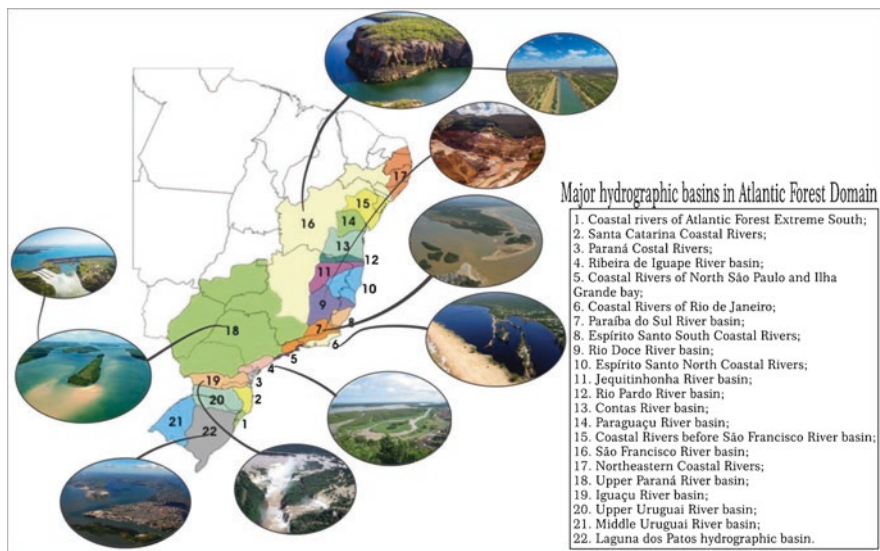 17
15
16
14
13
12
11
10
9
8
7
6
18
5
4
3
19
2
20
1
21
22
Major hydrographic basins in Atlantic Forest Domain
1. Coastal rivers of Atlantic Forest Extreme South;
2. Santa Catarina Coastal Rivers;
3. Paraná Costal Rivers;
4. Ribeira de Iguape River basin;
5. Coastal Rivers of North São Paulo and Ilha
Grande bay;
6. Coastal Rivers of Rio de Janeiro;
7. Paraíba do Sul River basin;
8. Espírito Santo South Coastal Rivers;
9. Rio Doce River basin;
10. Espírito Santo North Coastal Rivers;
11. Jequitinhonha River basin;
12. Rio Pardo River basin;
13. Contas River basin;
14. Paraguaçu River basin;
15. Coastal Rivers before São Francisco River basin;
16. São Francisco River basin;
17. Northeastern Coastal Rivers;
18. Upper Paraná River basin;
19. Iguaçu River basin;
20. Upper Uruguai River basin;
21. Middle Uruguai River basin;
22. Laguna dos Patos hydrographic basin.